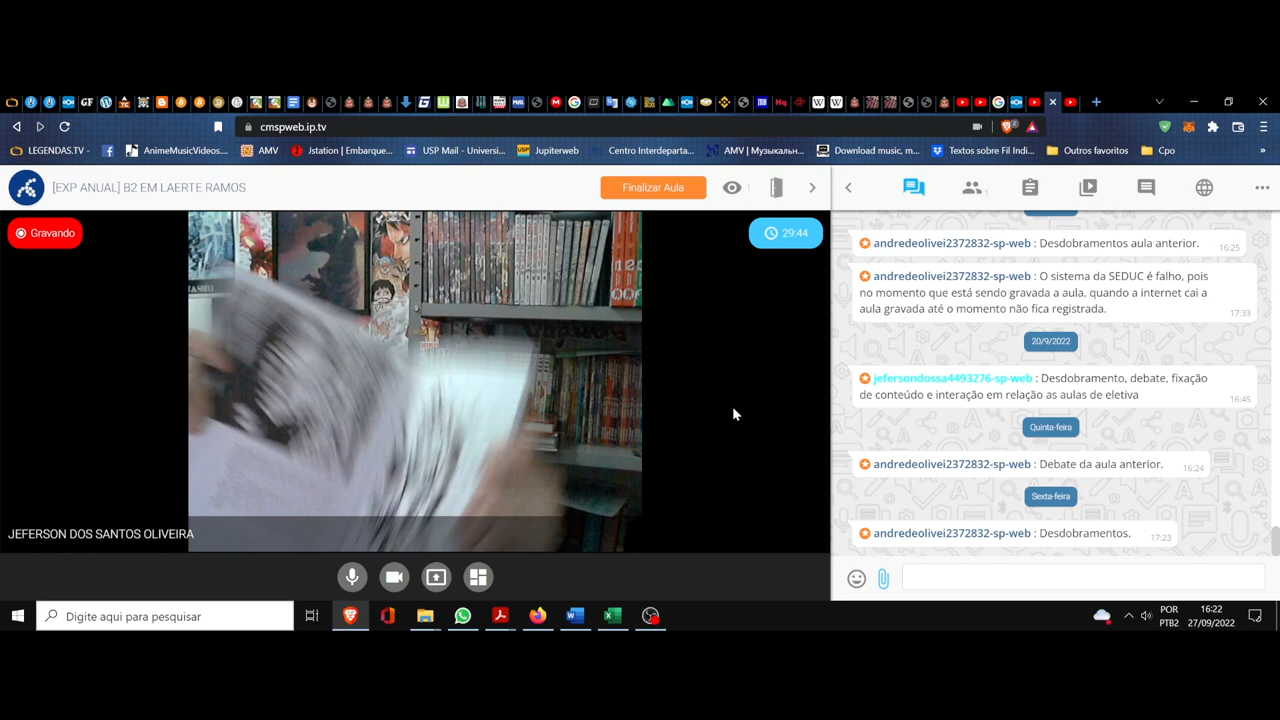 cmspweb.ip.tv
LEGENDAS.TV -
AnimeMusicVideos...
AMV
Jstation | Embarque...
USP Mail - Universi...
Jupiterweb
Centro Interdeparta...
AMV | Музыкальн...
Download music, m...
Textos sobre Fil Indi...
Outros favoritos
Cpo
[EXP ANUAL] B2 EM LAERTE RAMOS
Finalizar Aula
1
1
Gravando
29:44
JEFERSON DOS SANTOS OLIVEIRA
andredeolivei2372832-sp-web : Desdobramentos aula anterior.
16:25
andredeolivei2372832-sp-web : O sistema da SEDUC é falho, pois
no momento que está sendo gravada a aula, quando a internet cai a
aula gravada até o momento não fica registrada.
17:33
20/9/2022
jefersondossa4493276-sp-web : Desdobramento, debate, fixação
de conteúdo e interação em relação as aulas de eletiva
16:45
Quinta-feira
andredeolivei2372832-sp-web : Debate da aula anterior.
16:24
Sexta-feira
andredeolivei2372832-sp-web : Desdobramentos.
17:23
Digite aqui para pesquisar
POR
PTB2
16:22
27/09/2022